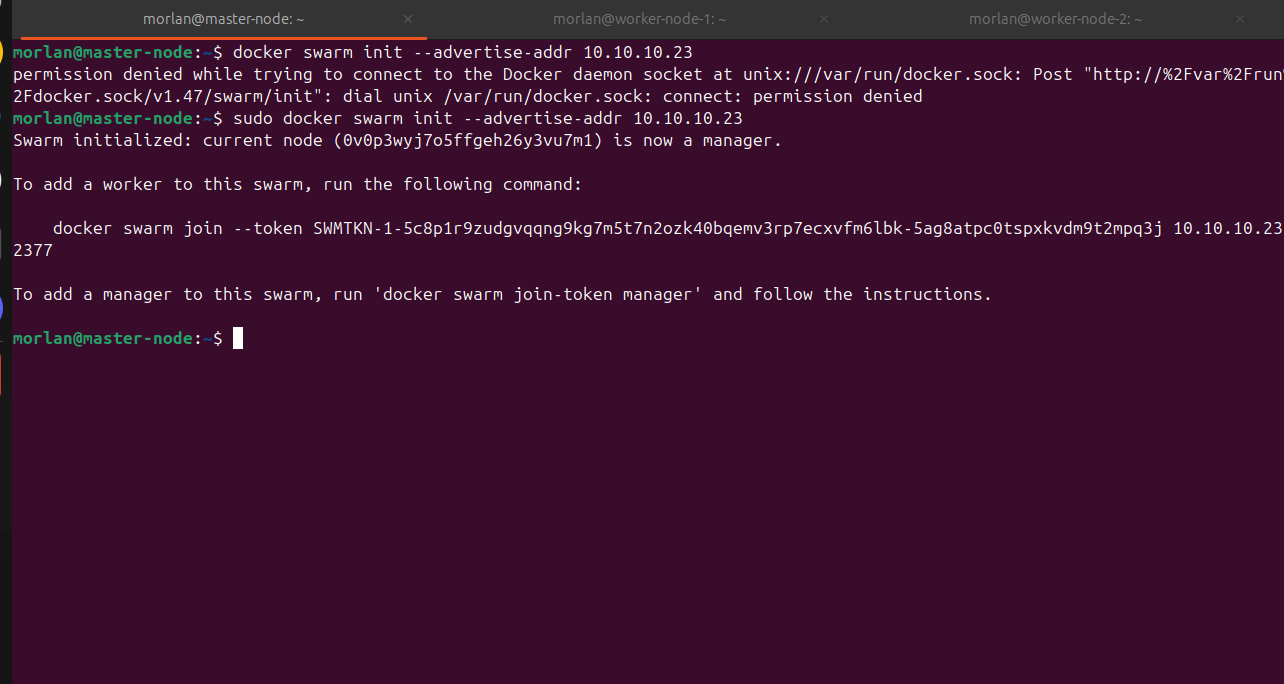 morlan@master-node: ~ × morlan@worker-node-1: ~ × morlan@worker-node-2: ~ ×
morlan@master-node:~$ docker swarm init --advertise-addr 10.10.10.23
permission denied while trying to connect to the Docker daemon socket at unix:///var/run/docker.sock: Post "http://%2Fvar%2Frun%
2Fdocker.sock/v1.47/swarm/init": dial unix /var/run/docker.sock: connect: permission denied
morlan@master-node:~$ sudo docker swarm init --advertise-addr 10.10.10.23
Swarm initialized: current node (0v0p3wyj7o5ffgeh26y3vu7m1) is now a manager.
To add a worker to this swarm, run the following command:
docker swarm join --token SWMTKN-1-5c8p1r9zudgvqqng9kg7m5t7n2ozk40bqemv3rp7ecxvfm6lbk-5ag8atpc0tspxkvdm9t2mpq3j 10.10.10.23
2377
To add a manager to this swarm, run 'docker swarm join-token manager' and follow the instructions.
morlan@master-node:~$